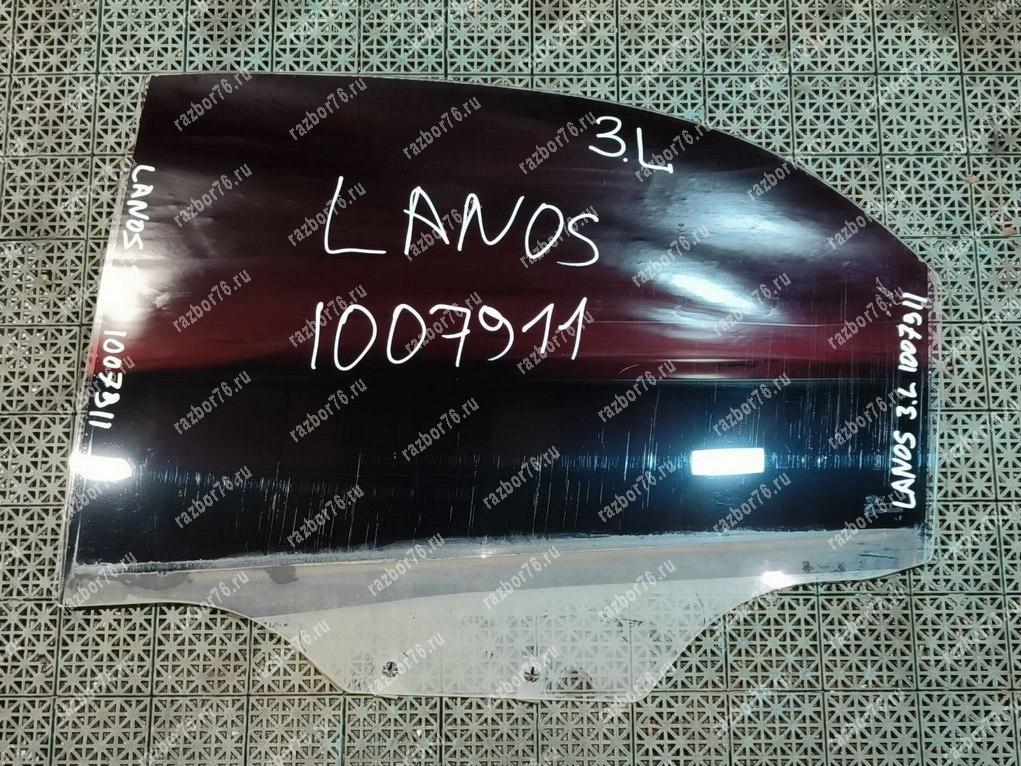 3.L
LANOS
1007911
LANOS 1007911
LANOS 3.L 1007911
razbor76.ru